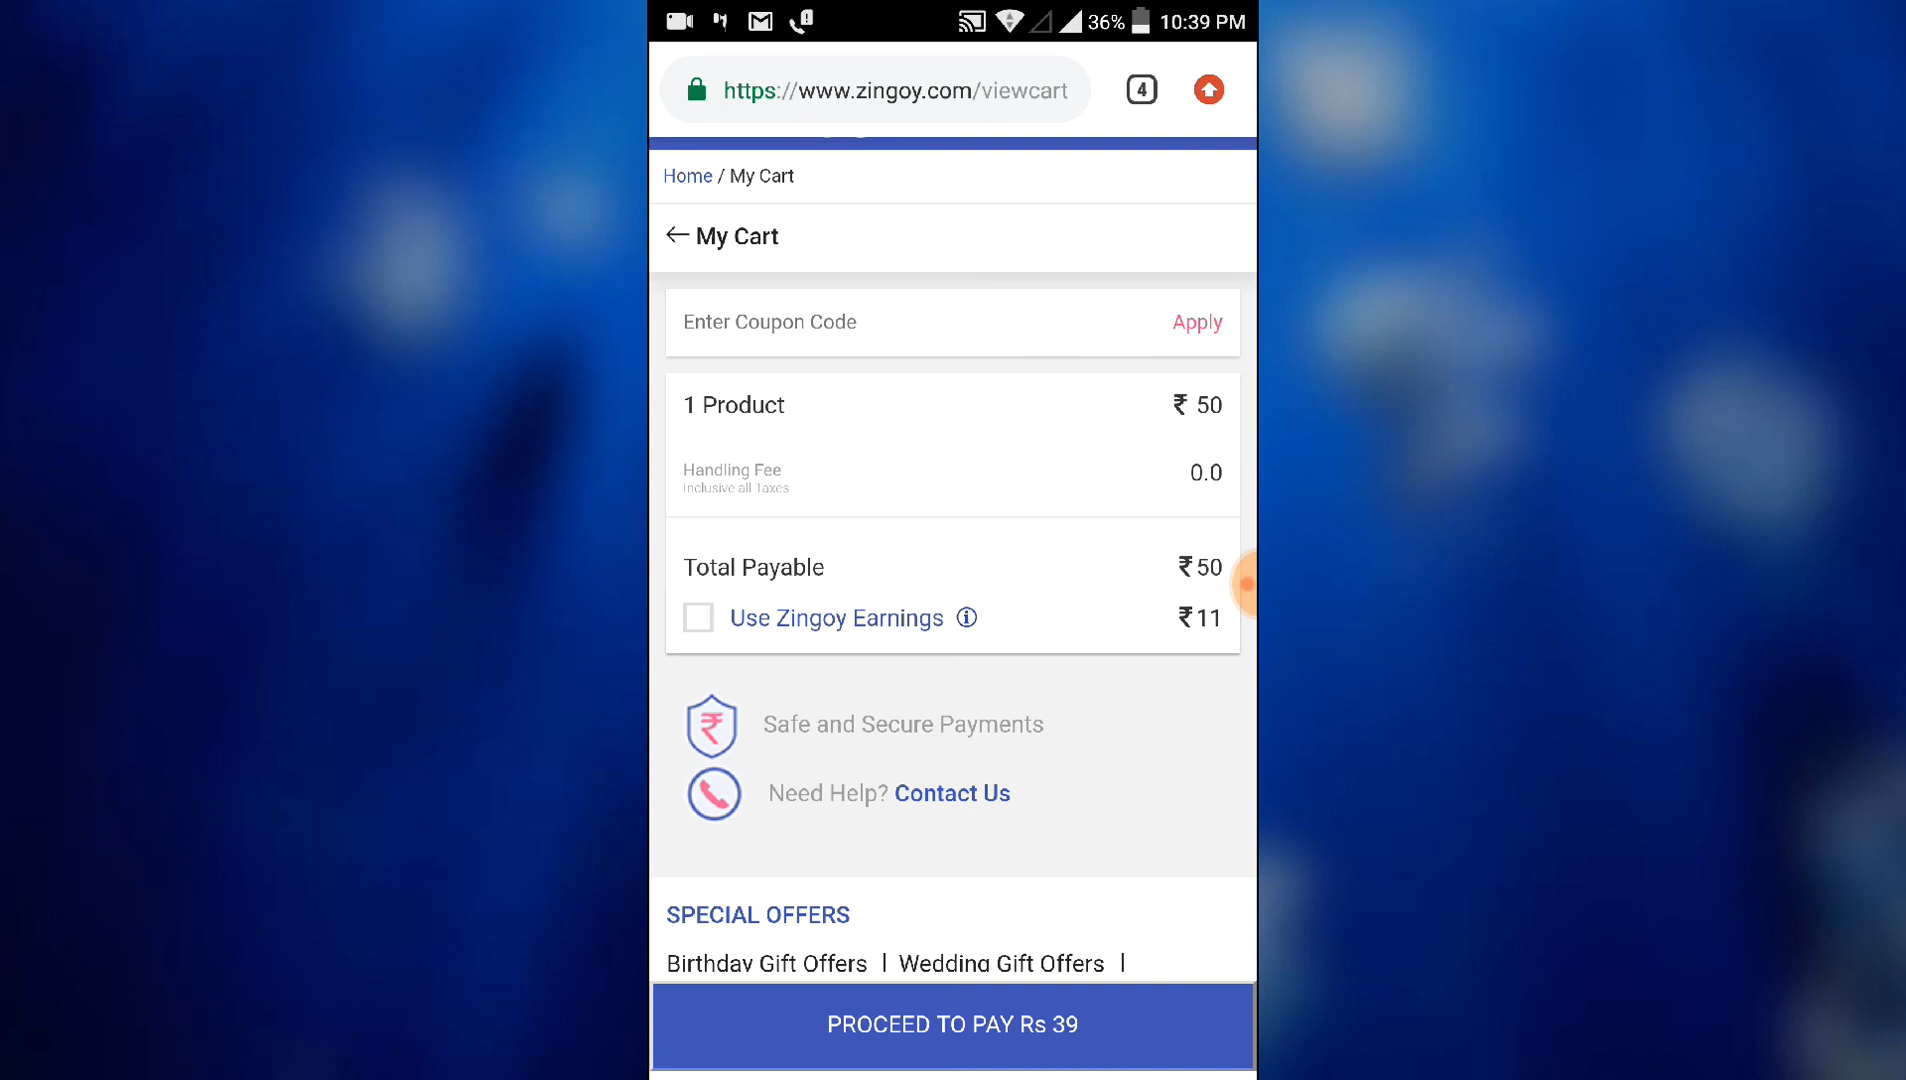 36% 10:39 PM
https://www.zingoy.com/viewcart 4
Home / My Cart
← My Cart
Enter Coupon Code Apply
1 Product ₹ 50
Handling Fee 0.0
Inclusive all Taxes
Total Payable ₹50
Use Zingoy Earnings ₹11
Safe and Secure Payments
Need Help? Contact Us
SPECIAL OFFERS
Birthday Gift Offers | Wedding Gift Offers |
PROCEED TO PAY Rs 39